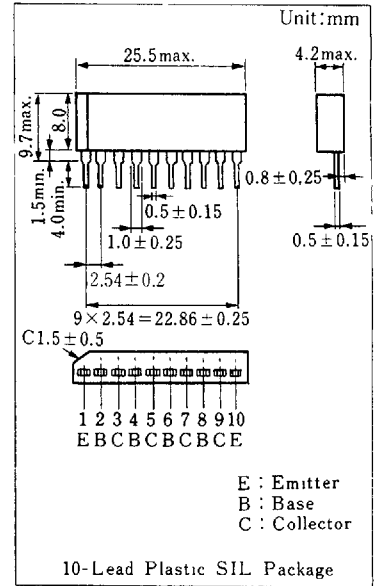 Unit:mm
25.5max.
4.2max.
9.7max.
8.0
1.5min.
4.0min.
0.8±0,25
0.5±0.15
0.5±0.15
1.0±0.25
2.54±0.2
9×2.54=22.86±0.25
C1.5±0.5
1 2 3 4 5 6 7 8 9 10
E B C B C B C B C E
E : Emitter
B : Base
C : Collector
10-Lead Plastic SIL Package